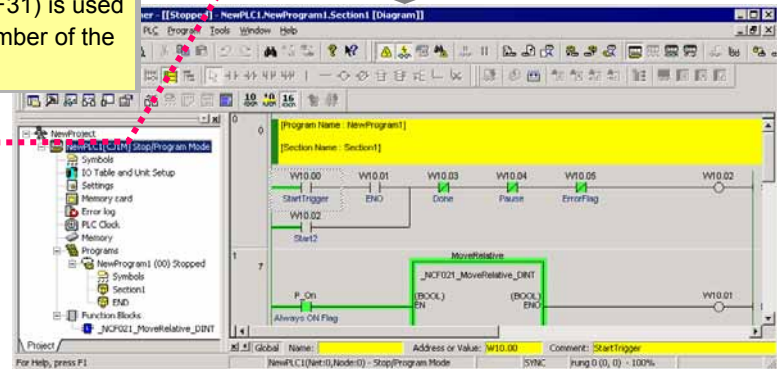 F31) is used
mber of the
er - [[Stopped] - NewPLC1.NewProgram1.Section1 [Diagram]]
PLC Program Tools Window Help
NewProject
NewPLC1[CJ1M] Stop/Program Mode
Symbols
IO Table and Unit Setup
Settings
Memory card
Error log
PLC Clock
Memory
Programs
NewProgram1 (00) Stopped
Symbols
Section1
END
Function Blocks
_NCF021_MoveRelative_DINT
Project
0
0
[Program Name : NewProgram1]
[Section Name : Section1]
W10.00 W10.01 W10.03 W10.04 W10.05 W10.02
StartTrigger ENO Done Pause ErrorFlag
W10.02
Start2
1
7
MoveRelative
_NCF021_MoveRelative_DINT
P_On (BOOL) (BOOL) W10.01
EN ENO
Always ON Flag
Global Name: Address or Value: W10.00 Comment: StartTrigger
For Help, press F1 NewPLC1(Net:0,Node:0) - Stop/Program Mode SYNC rung 0 (0, 0) - 100%